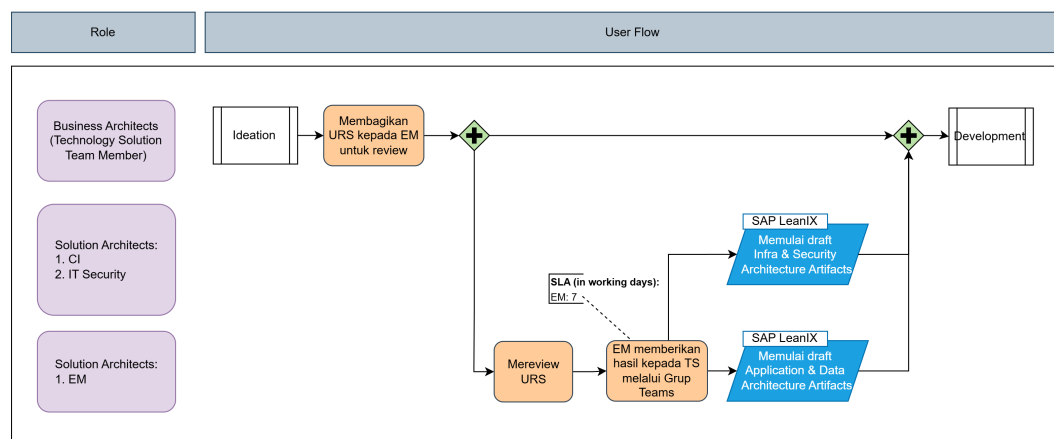 Role
User Flow
Business Architects
(Technology Solution
Team Member)
Ideation
Membagikan
URS kepada EM
untuk review
Development
Solution Architects:
1. CI
2. IT Security
SAP LeanIX
Memulai draft
Infra & Security
Architecture Artifacts
SLA (in working days):
EM: 7
Solution Architects:
1. EM
Mereview
URS
EM memberikan
hasil kepada TS
melalui Grup
Teams
SAP LeanIX
Memulai draft
Application & Data
Architecture Artifacts